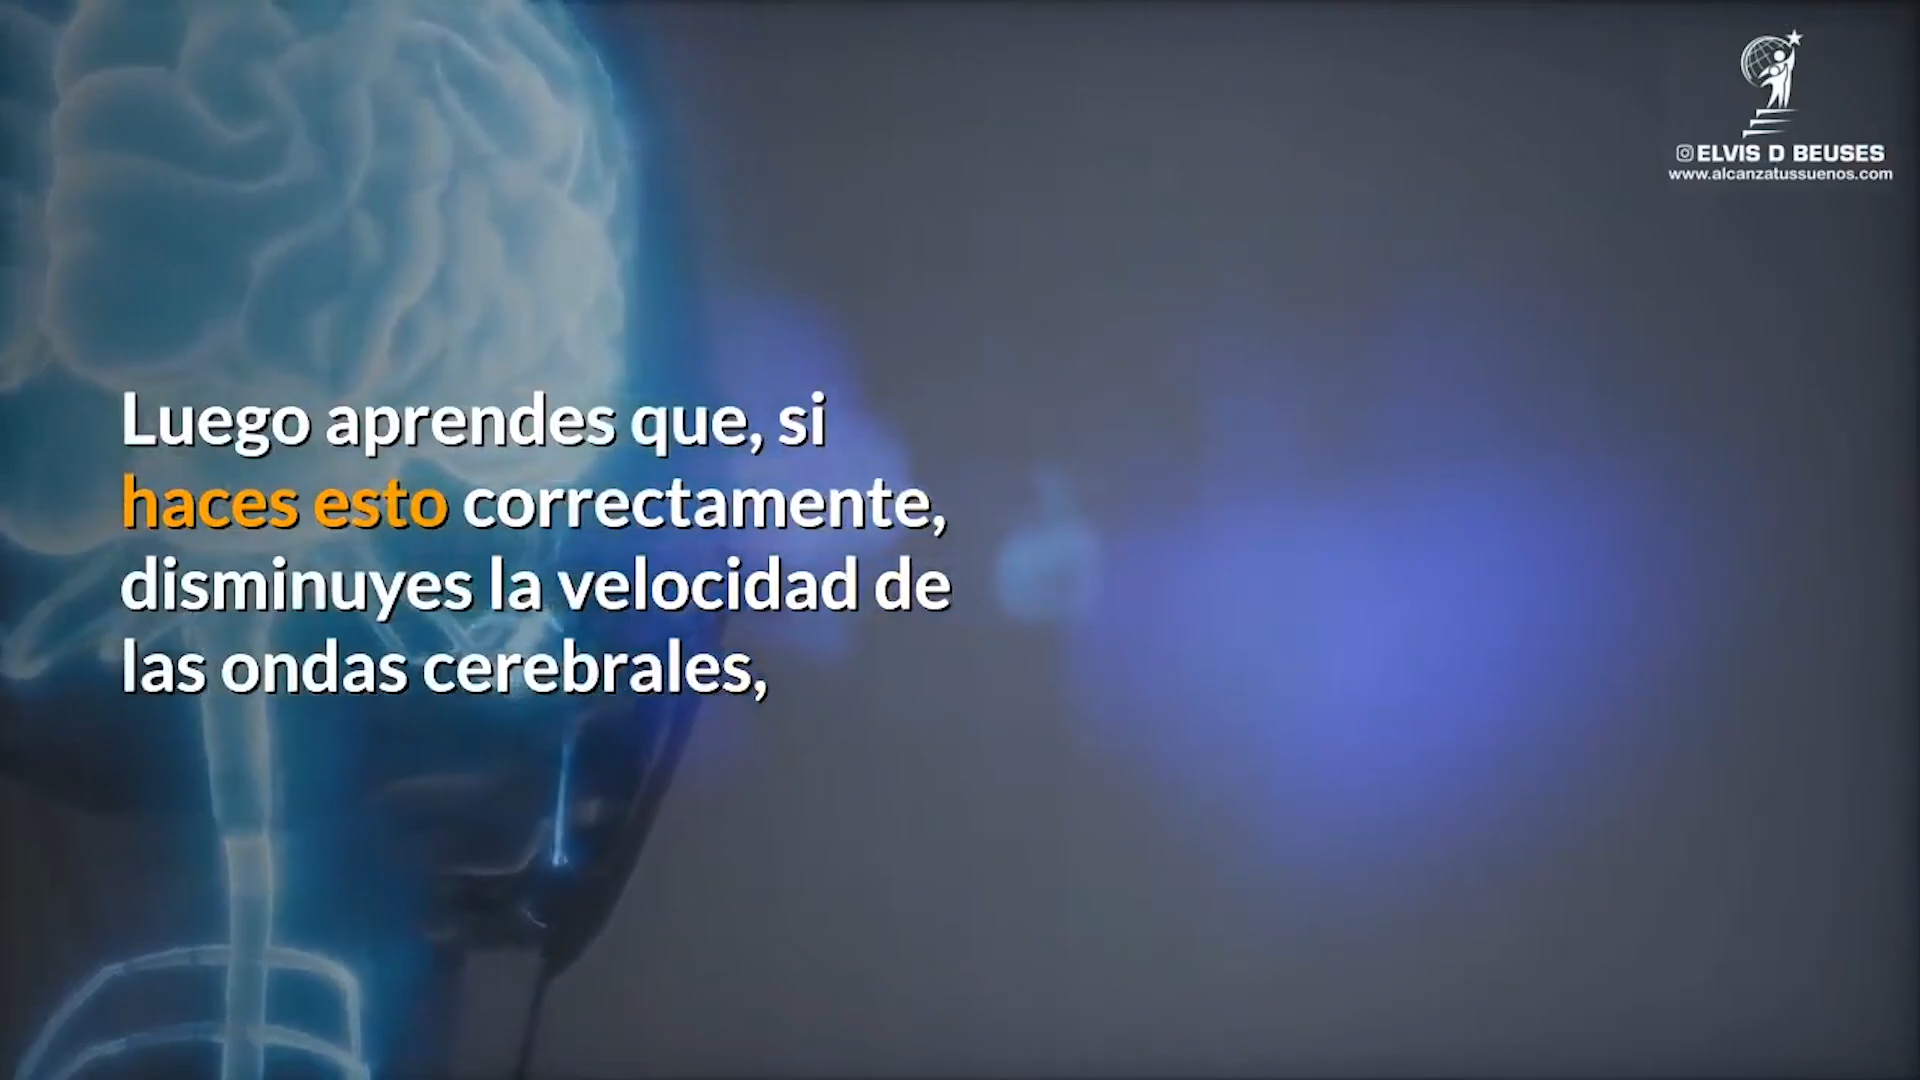 ELVIS D BEUSES
www.alcanzatussuenos.com
Luego aprendes que, si
haces esto correctamente,
disminuyes la velocidad de
las ondas cerebrales,